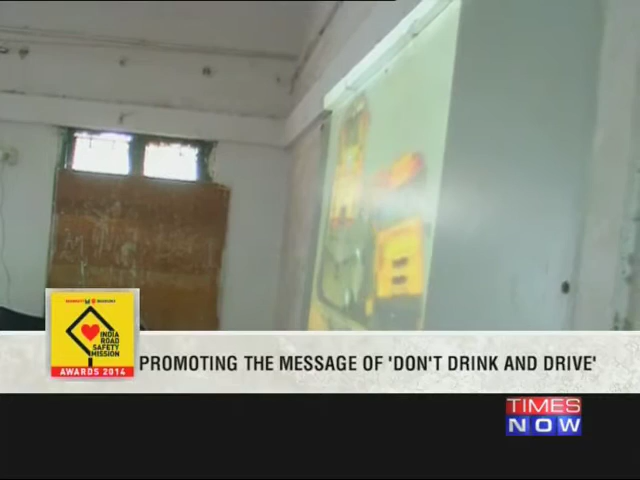 INDIA
ROAD
SAFETY
MISSION
AWARDS 2014
PROMOTING THE MESSAGE OF 'DON'T DRINK AND DRIVE'
TIMES
NOW